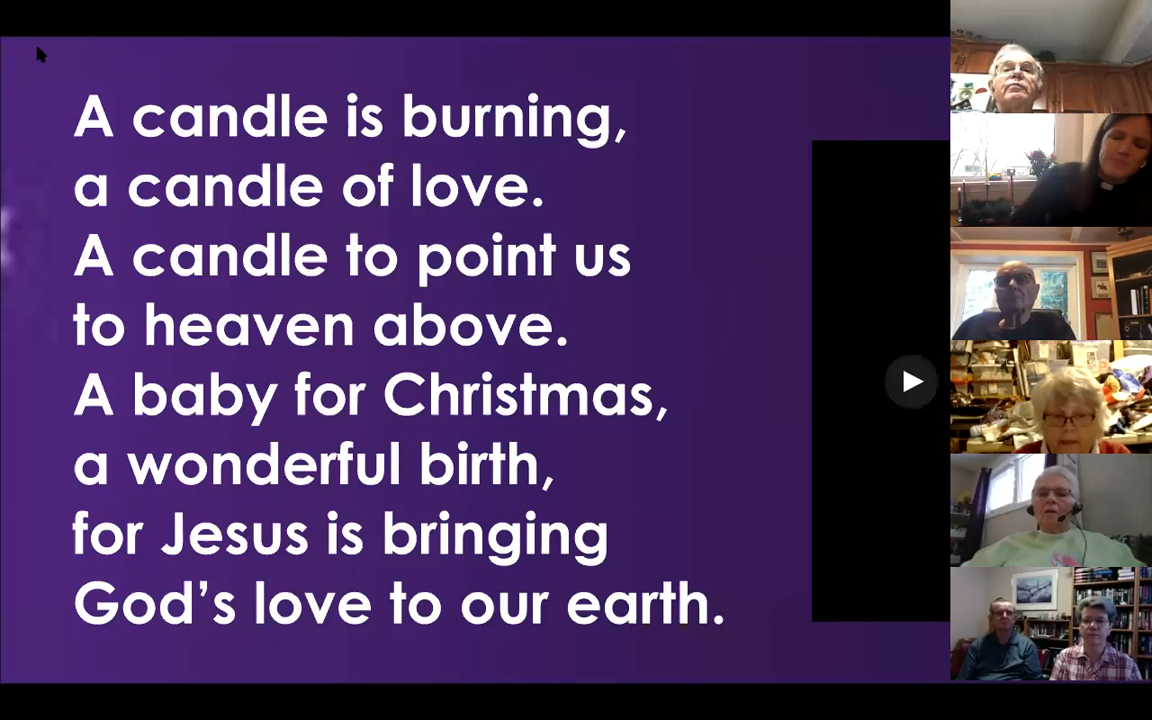 A candle is burning,
a candle of love.
A candle to point us
to heaven above.
A baby for Christmas,
a wonderful birth,
for Jesus is bringing
God’s love to our earth.